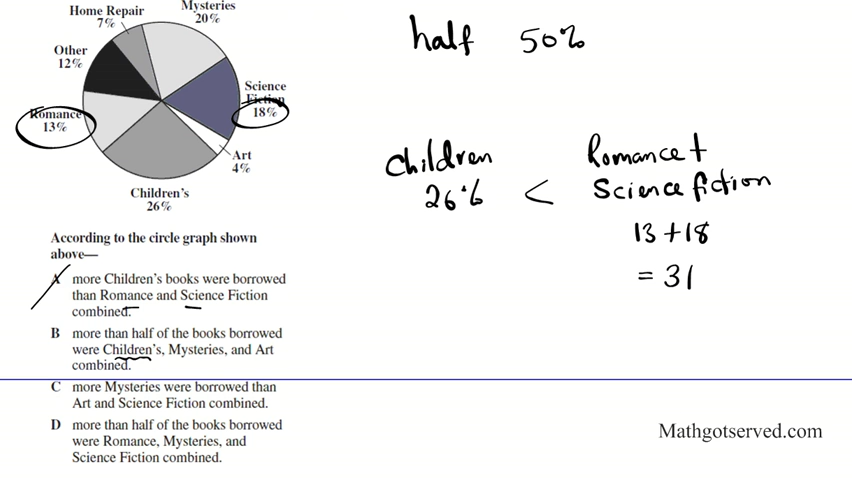 Mysteries
20%
Home Repair
7%
Other
12%
Science
Fiction
18%
Romance
13%
Art
4%
Children's
26%
half 50%
Children
26%
<
Romance +
Science fiction
13 + 18
= 31
According to the circle graph shown
above—
A more Children's books were borrowed
than Romance and Science Fiction
combined.
B more than half of the books borrowed
were Children's, Mysteries, and Art
combined.
C more Mysteries were borrowed than
Art and Science Fiction combined.
D more than half of the books borrowed
were Romance, Mysteries, and
Science Fiction combined.
Mathgotserved.com